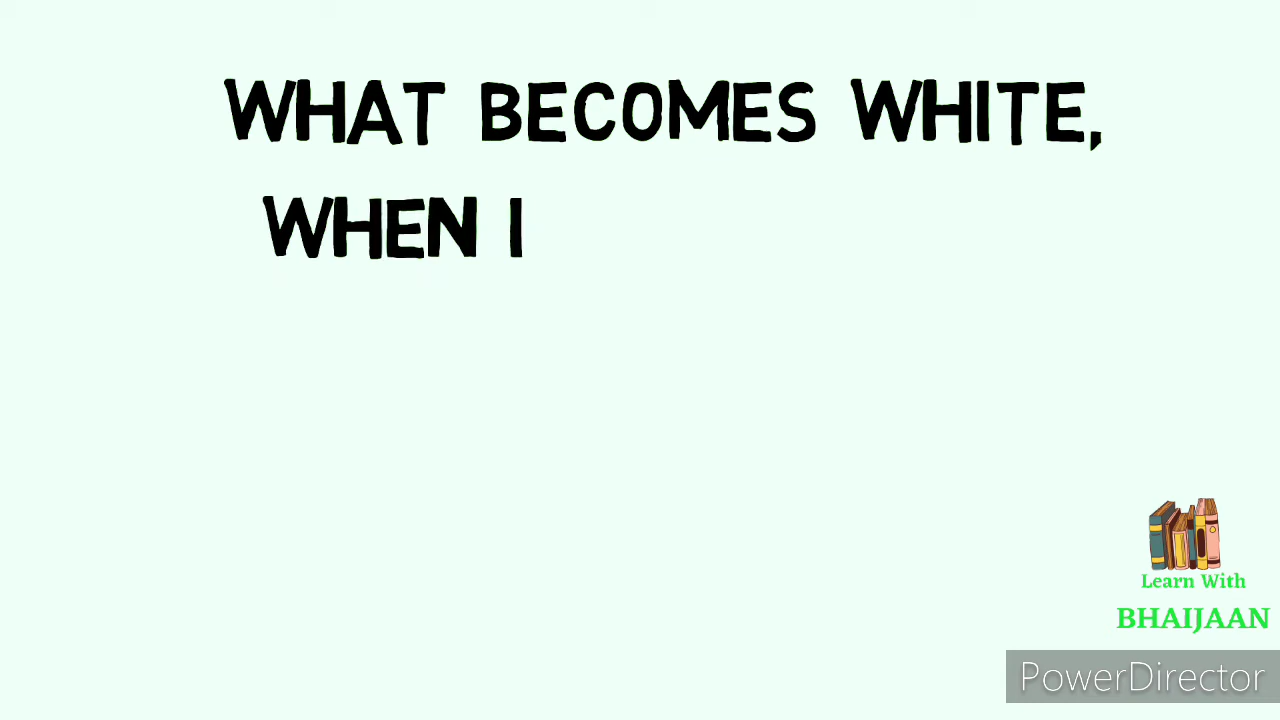 WHAT BECOMES WHITE,
WHEN I
Learn With
BHAIJAAN
PowerDirector